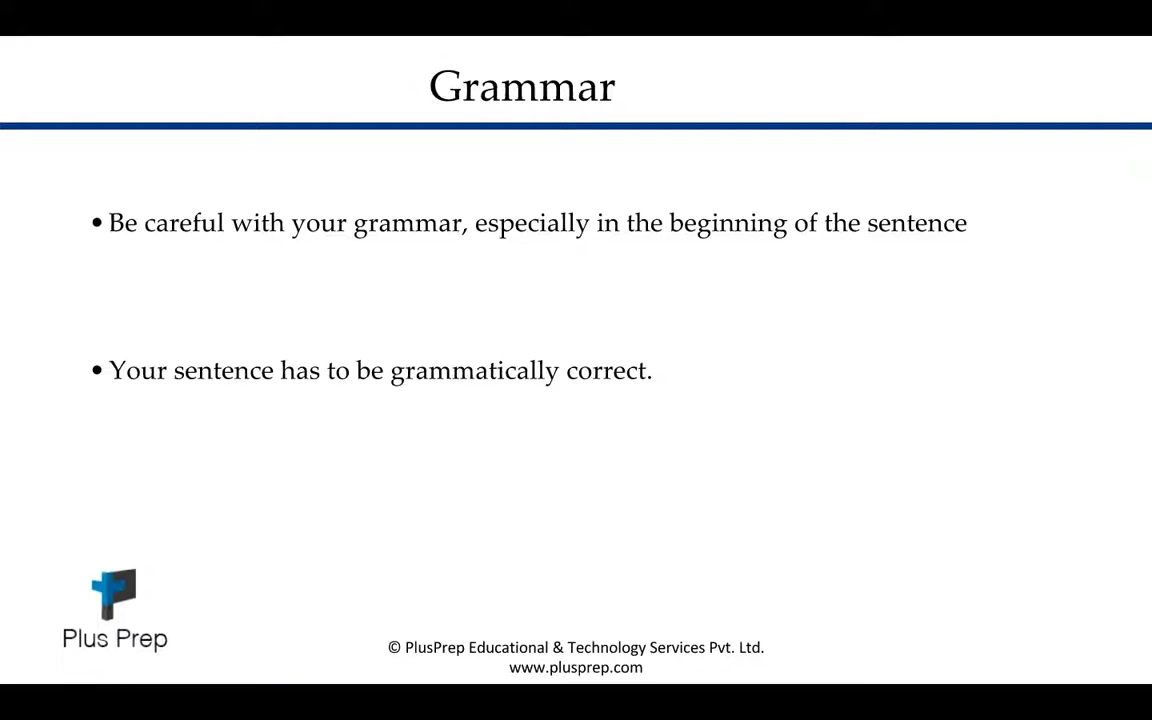 Grammar
• Be careful with your grammar, especially in the beginning of the sentence
• Your sentence has to be grammatically correct.
Plus Prep
© PlusPrep Educational & Technology Services Pvt. Ltd.
www.plusprep.com